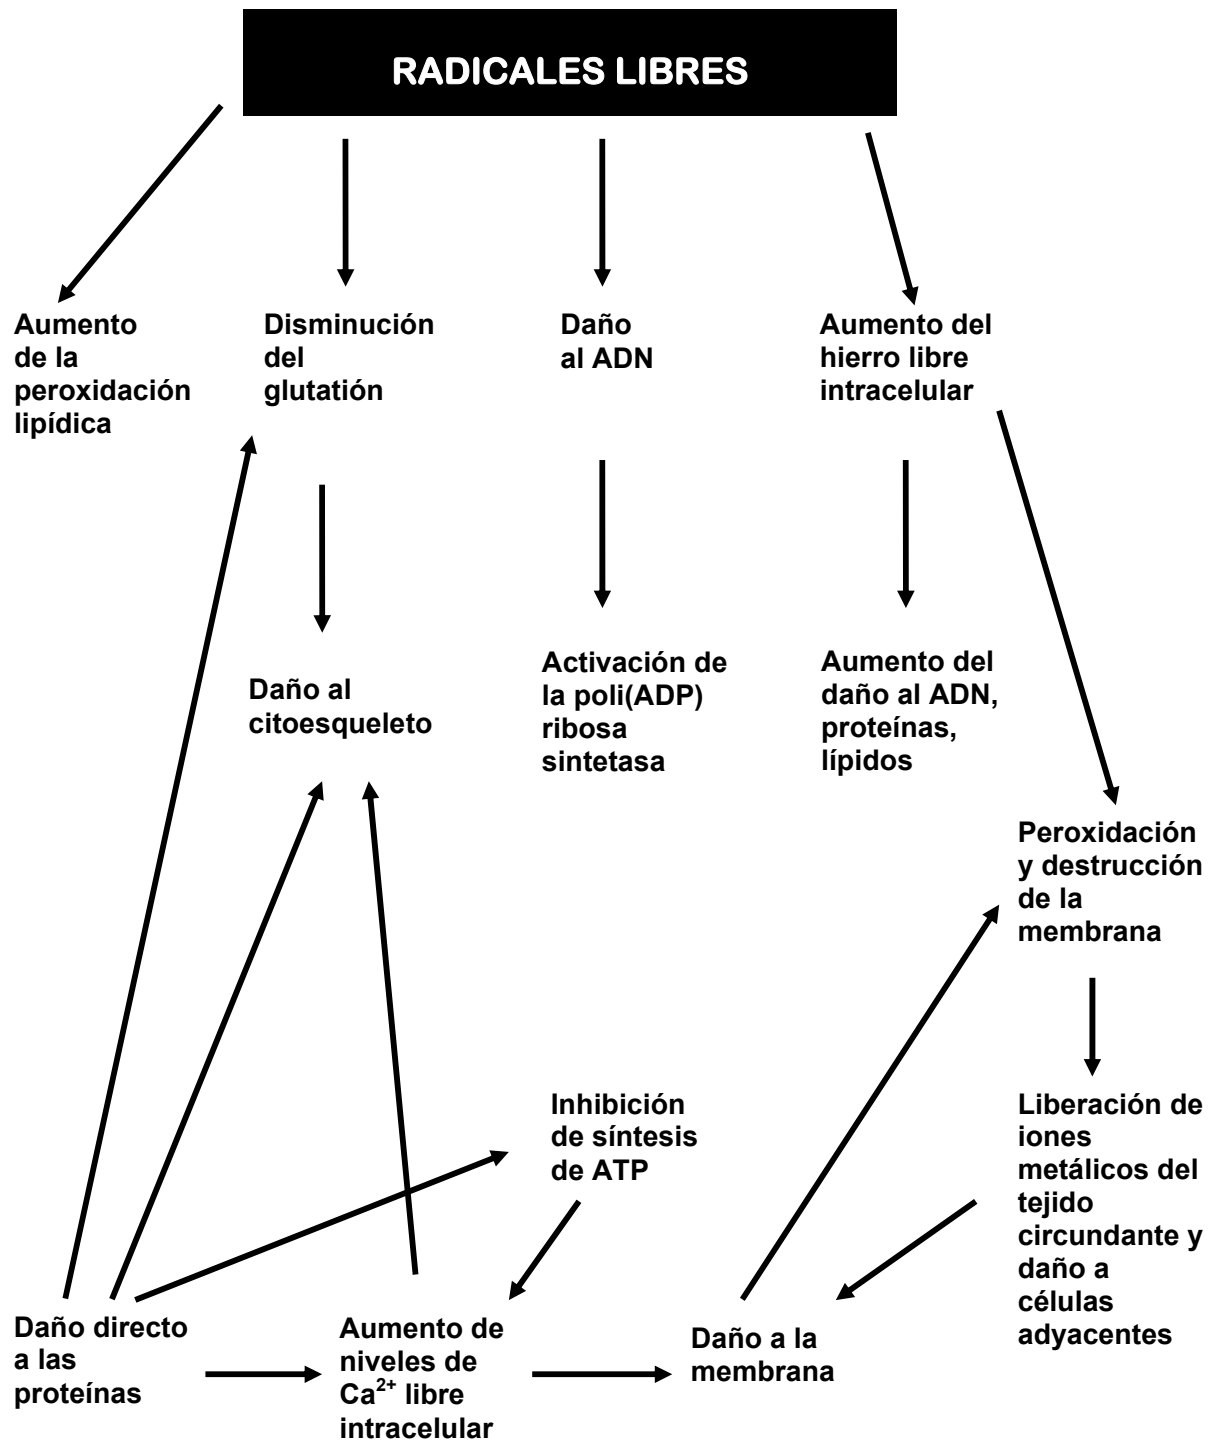 RADICALES LIBRES
Aumento
de la
peroxidación
lipídica
Disminución
del
glutatión
Daño
al ADN
Aumento del
hierro libre
intracelular
Daño al
citoesqueleto
Activación de
la poli(ADP)
ribosa
sintetasa
Aumento del
daño al ADN,
proteínas,
lípidos
Peroxidación
y destrucción
de la
membrana
Inhibición
de síntesis
de ATP
Liberación de
iones
metálicos del
tejido
circundante y
daño a
células
adyacentes
Daño directo
a las
proteínas
Aumento de
niveles de
Ca²⁺ libre
intracelular
Daño a la
membrana